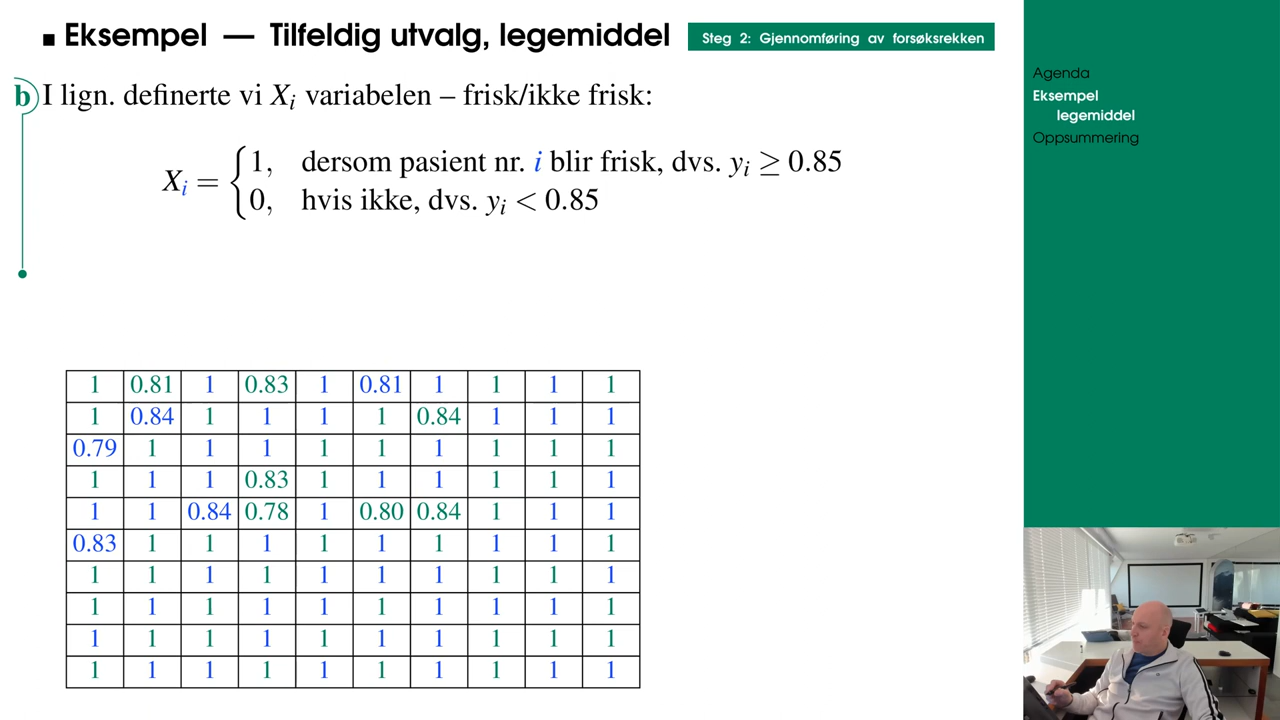 ▪ Eksempel — Tilfeldig utvalg, legemiddel
Steg 2: Gjennomføring av forsøksrekken
b) I lign. definerte vi Xi variabelen – frisk/ikke frisk:
Xi = { 1, dersom pasient nr. i blir frisk, dvs. yi ≥ 0.85
0, hvis ikke, dvs. yi < 0.85
1 0.81 1 0.83 1 0.81 1 1 1 1
1 0.84 1 1 1 1 0.84 1 1 1
0.79 1 1 1 1 1 1 1 1 1
1 1 1 0.83 1 1 1 1 1 1
1 1 0.84 0.78 1 0.80 0.84 1 1 1
0.83 1 1 1 1 1 1 1 1 1
1 1 1 1 1 1 1 1 1 1
1 1 1 1 1 1 1 1 1 1
1 1 1 1 1 1 1 1 1 1
1 1 1 1 1 1 1 1 1 1
Agenda
Eksempel
legemiddel
Oppsummering